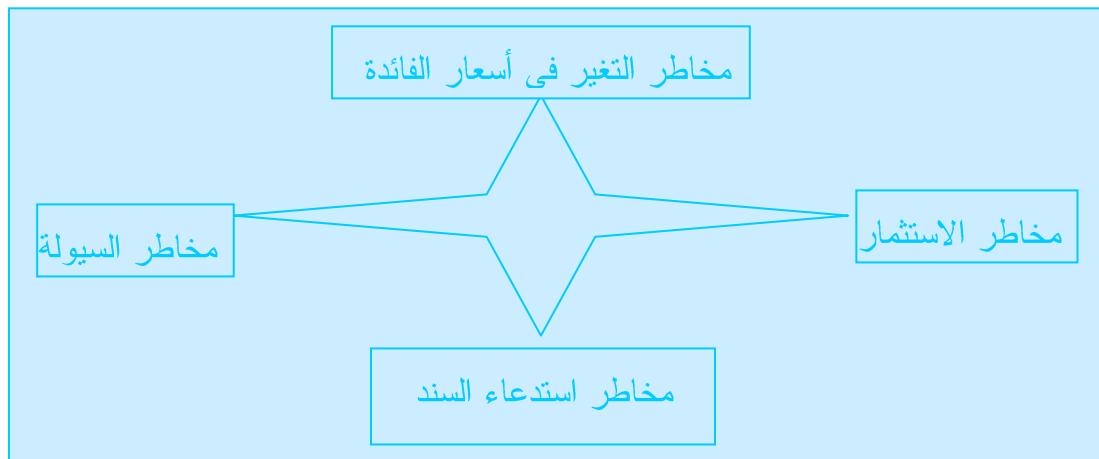 مخاطر التغير فى أسعار الفائدة
مخاطر الاستثمار
مخاطر السيولة
مخاطر استدعاء السند